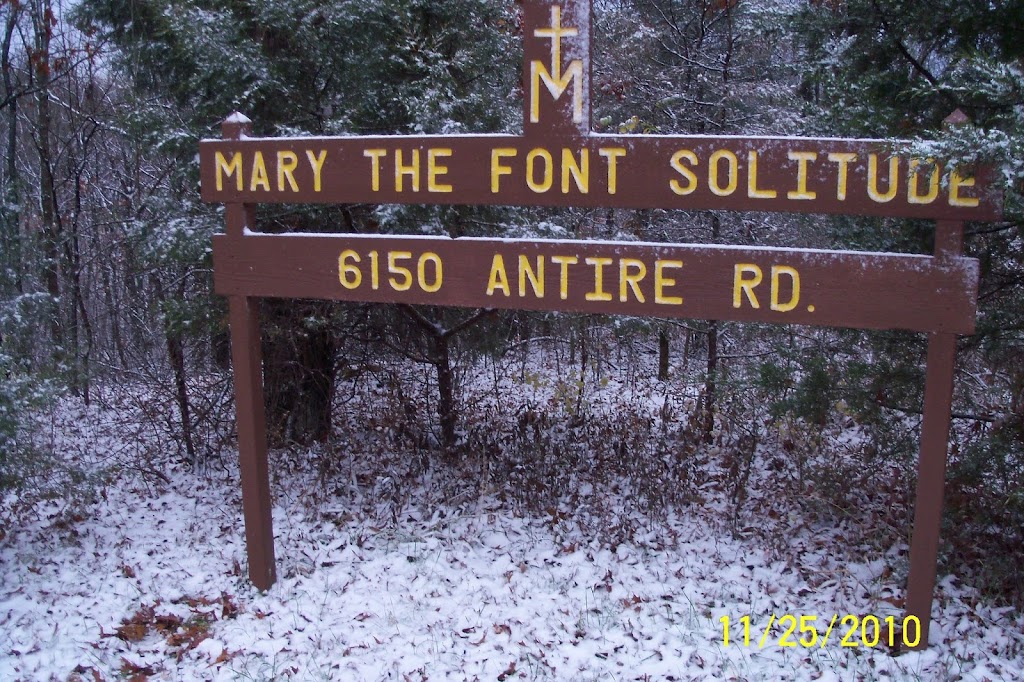 M
MARY THE FONT SOLITUDE
6150 ANTIRE RD.
11/25/2010